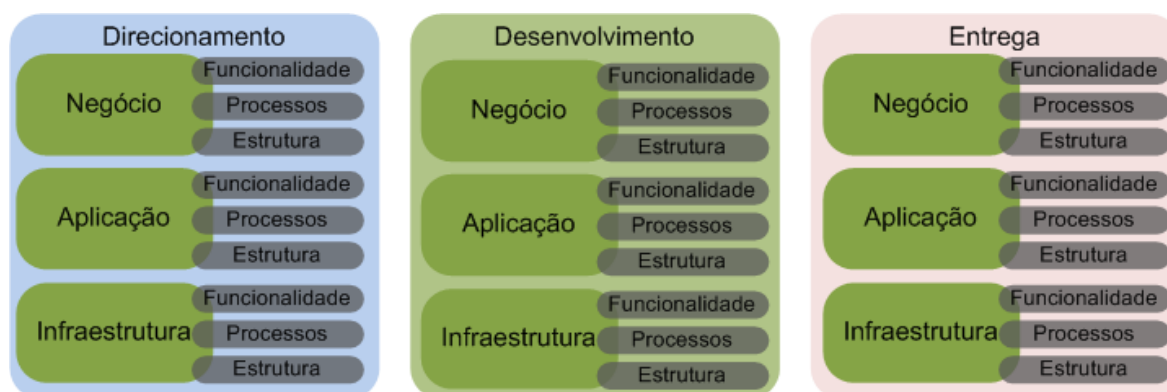 Direcionamento
Negócio
Funcionalidade
Processos
Estrutura
Aplicação
Funcionalidade
Processos
Estrutura
Infraestrutura
Funcionalidade
Processos
Estrutura
Desenvolvimento
Negócio
Funcionalidade
Processos
Estrutura
Aplicação
Funcionalidade
Processos
Estrutura
Infraestrutura
Funcionalidade
Processos
Estrutura
Entrega
Negócio
Funcionalidade
Processos
Estrutura
Aplicação
Funcionalidade
Processos
Estrutura
Infraestrutura
Funcionalidade
Processos
Estrutura